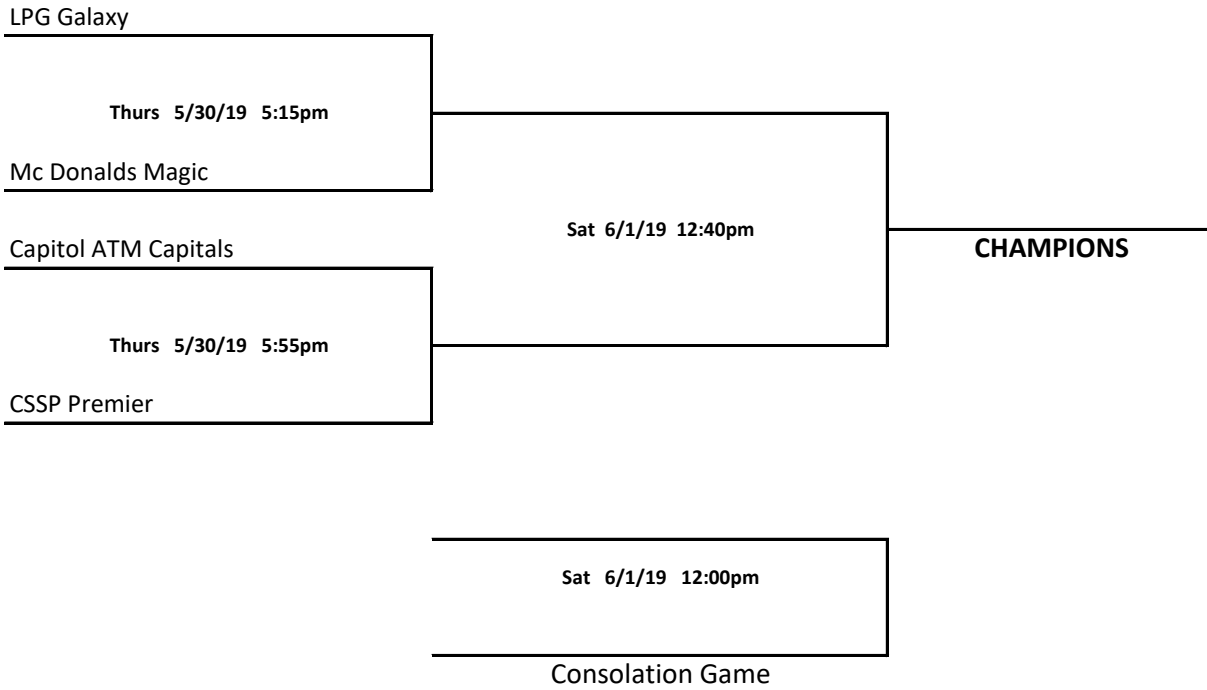 LPG Galaxy
Thurs 5/30/19 5:15pm
Mc Donalds Magic
Sat 6/1/19 12:40pm
Capitol ATM Capitals
CHAMPIONS
Thurs 5/30/19 5:55pm
CSSP Premier
Sat 6/1/19 12:00pm
Consolation Game